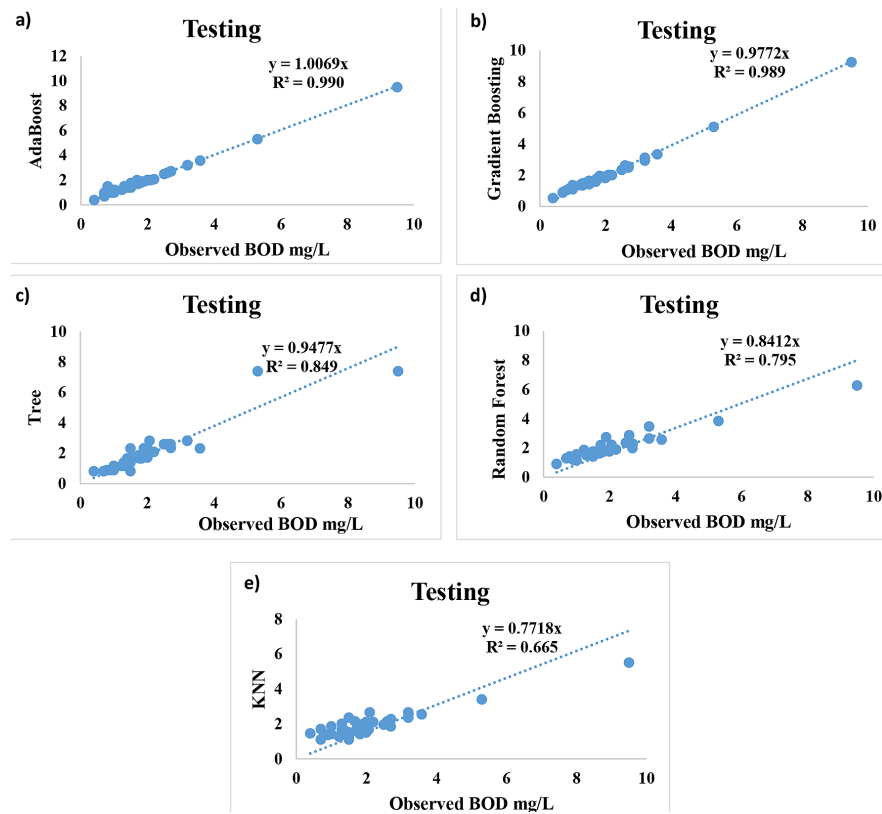 a)
Testing
y = 1.0069x
R² = 0.990
12
10
8
6
4
2
0
AdaBoost
0 2 4 6 8 10
Observed BOD mg/L
b)
Testing
y = 0.9772x
R² = 0.989
10
8
6
4
2
0
Gradient Boosting
0 2 4 6 8 10
Observed BOD mg/L
c)
Testing
y = 0.9477x
R² = 0.849
10
8
6
4
2
0
Tree
0 2 4 6 8 10
Observed BOD mg/L
d)
Testing
y = 0.8412x
R² = 0.795
10
8
6
4
2
0
Random Forest
0 2 4 6 8 10
Observed BOD mg/L
e)
Testing
y = 0.7718x
R² = 0.665
8
6
4
2
0
KNN
0 2 4 6 8 10
Observed BOD mg/L